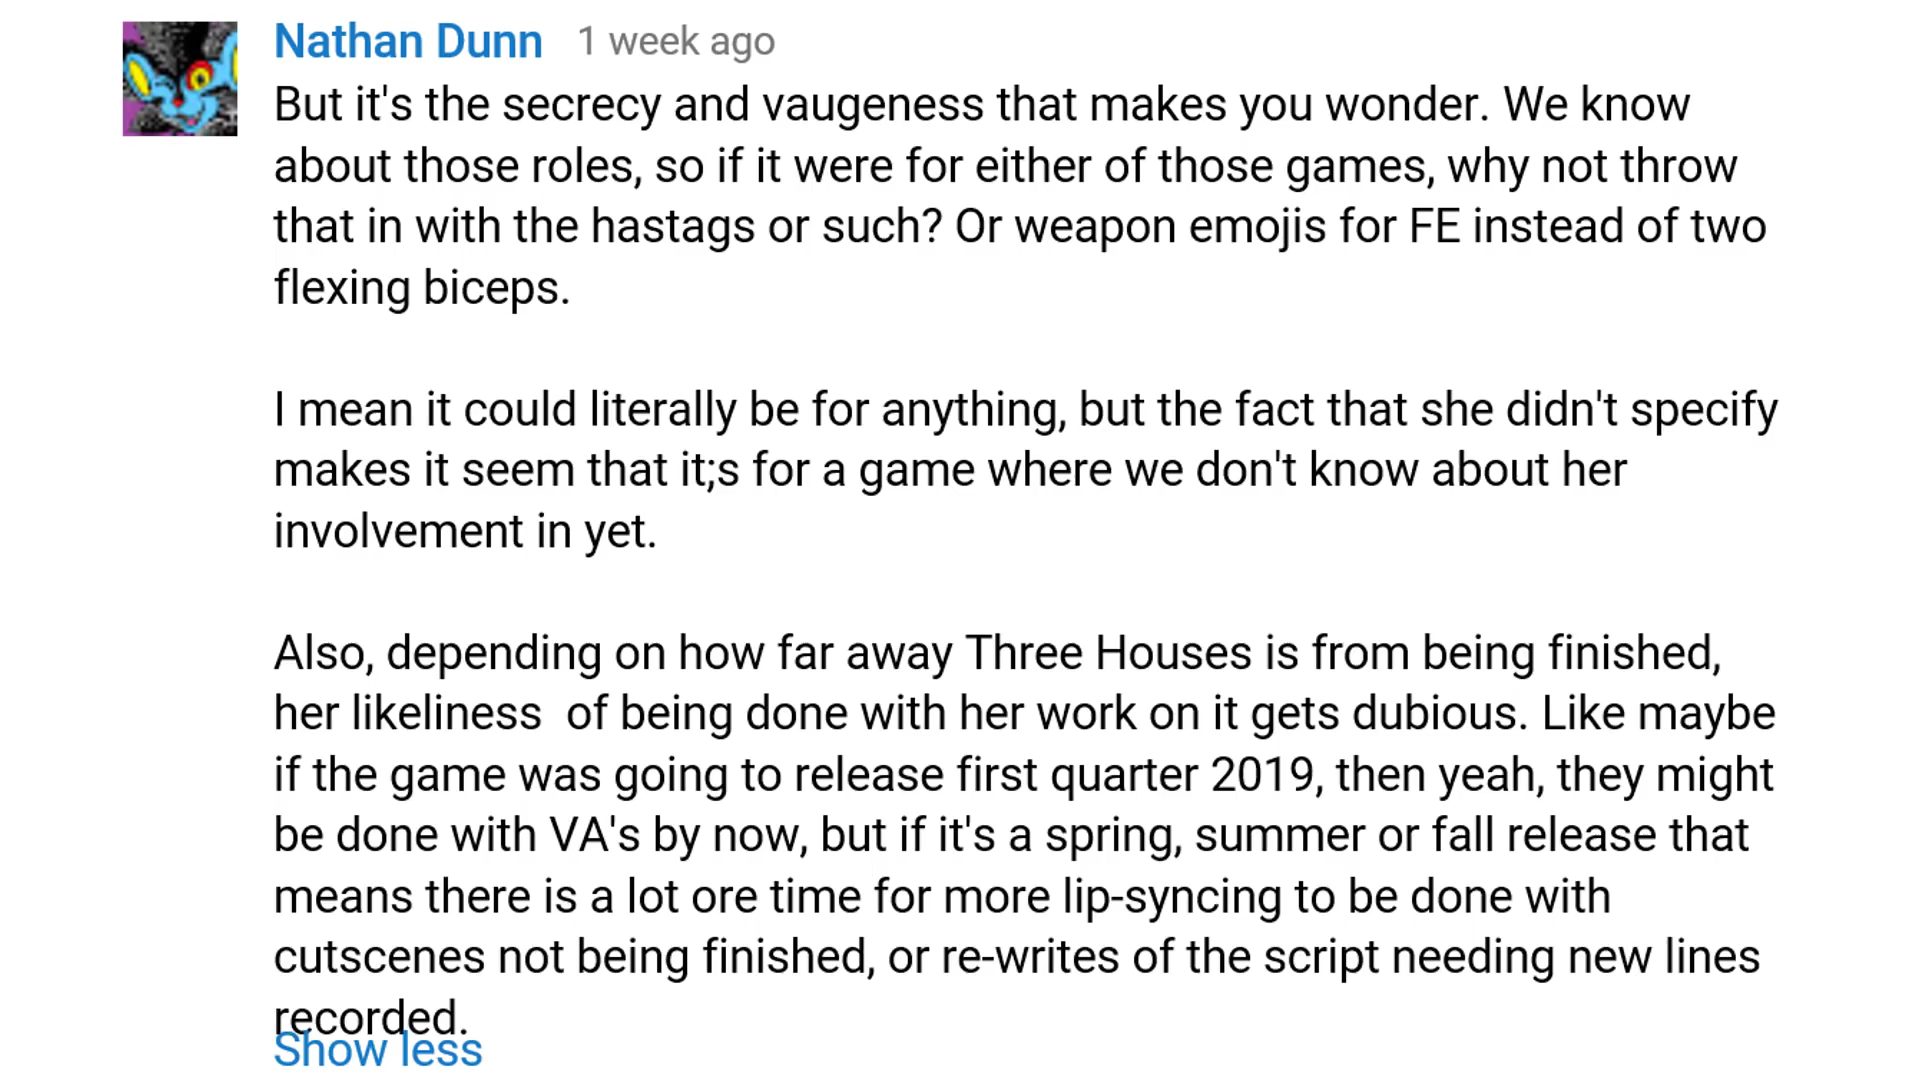 Nathan Dunn 1 week ago
But it's the secrecy and vaugeness that makes you wonder. We know
about those roles, so if it were for either of those games, why not throw
that in with the hastags or such? Or weapon emojis for FE instead of two
flexing biceps.
I mean it could literally be for anything, but the fact that she didn't specify
makes it seem that it;s for a game where we don't know about her
involvement in yet.
Also, depending on how far away Three Houses is from being finished,
her likeliness  of being done with her work on it gets dubious. Like maybe
if the game was going to release first quarter 2019, then yeah, they might
be done with VA's by now, but if it's a spring, summer or fall release that
means there is a lot ore time for more lip-syncing to be done with
cutscenes not being finished, or re-writes of the script needing new lines
recorded.
Show less